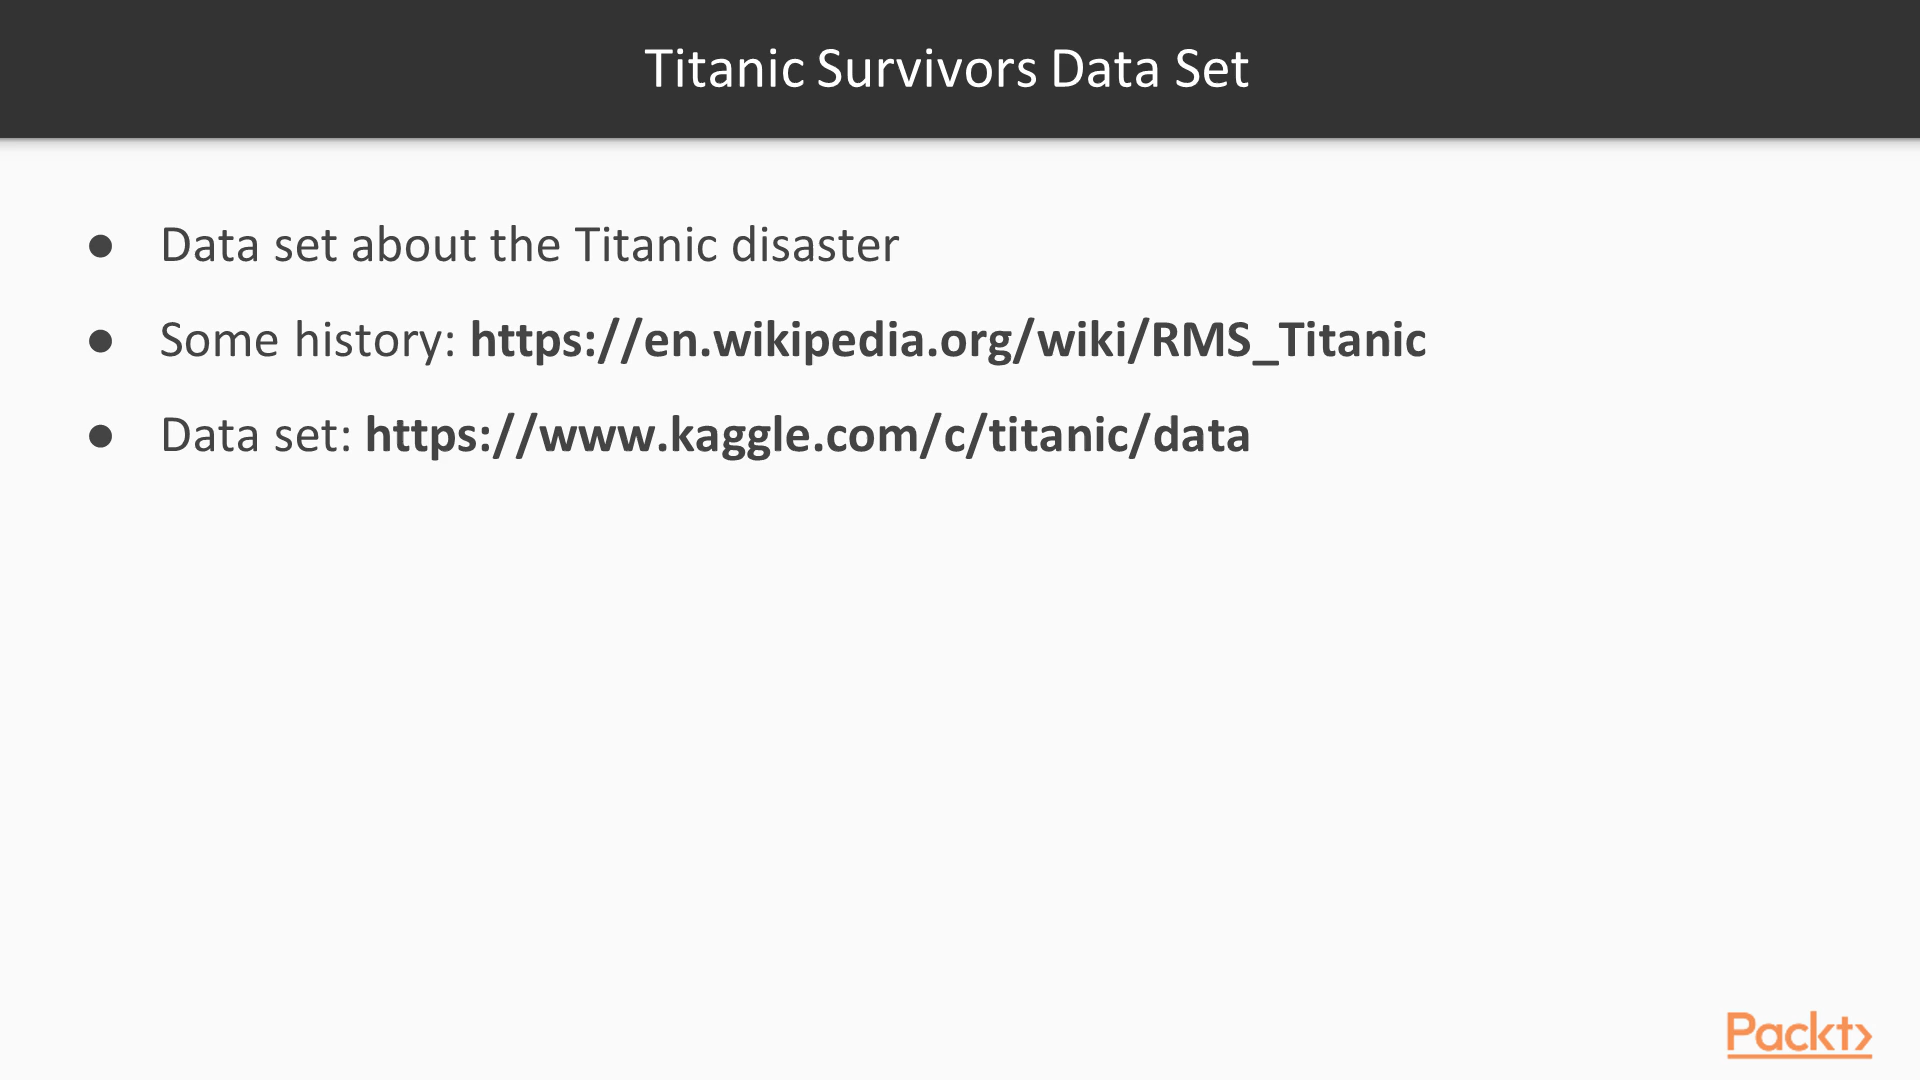 Titanic Survivors Data Set
● Data set about the Titanic disaster
● Some history: https://en.wikipedia.org/wiki/RMS_Titanic
● Data set: https://www.kaggle.com/c/titanic/data
Packt>